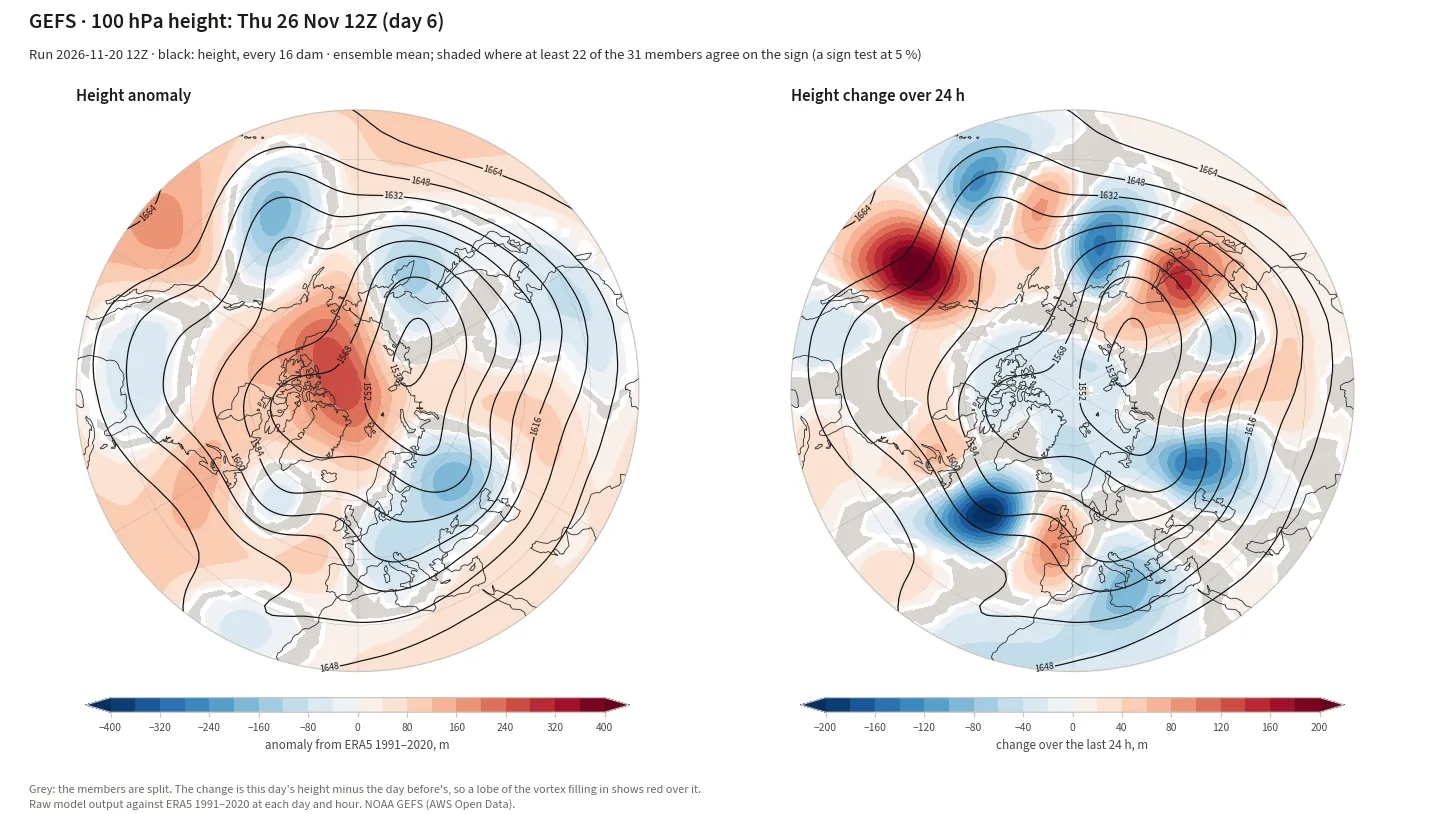 GEFS · 100 hPa height: Thu 26 Nov 12Z (day 6)
Run 2026-11-20 12Z · black: height, every 16 dam · ensemble mean; shaded where at least 22 of the 31 members agree on the sign (a sign test at 5 %)
Height anomaly
Height change over 24 h
1664
1648
1632
1664
1568
1536
1552
1616
1584
1600
1648
1664
1648
1632
1664
1568
1536
1552
1616
1584
1600
1648
−400 −320 −240 −160 −80 0 80 160 240 320 400
anomaly from ERA5 1991–2020, m
−200 −160 −120 −80 −40 0 40 80 120 160 200
change over the last 24 h, m
Grey: the members are split. The change is this day's height minus the day before's, so a lobe of the vortex filling in shows red over it.
Raw model output against ERA5 1991–2020 at each day and hour. NOAA GEFS (AWS Open Data).